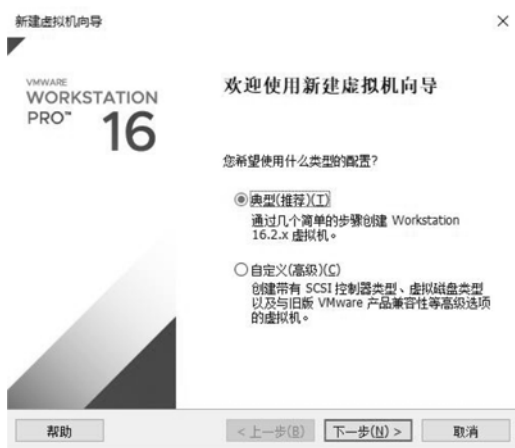 新建虚拟机向导
VMWARE
WORKSTATION
PRO™ 16
欢迎使用新建虚拟机向导
您希望使用什么类型的配置?
典型(推荐)(T)
通过几个简单的步骤创建 Workstation
16.2.x 虚拟机。
自定义(高级)(C)
创建带有 SCSI 控制器类型、虚拟磁盘类型
以及与旧版 VMware 产品兼容性等高级选项
的虚拟机。
帮助
< 上一步(B)
下一步(N) >
取消